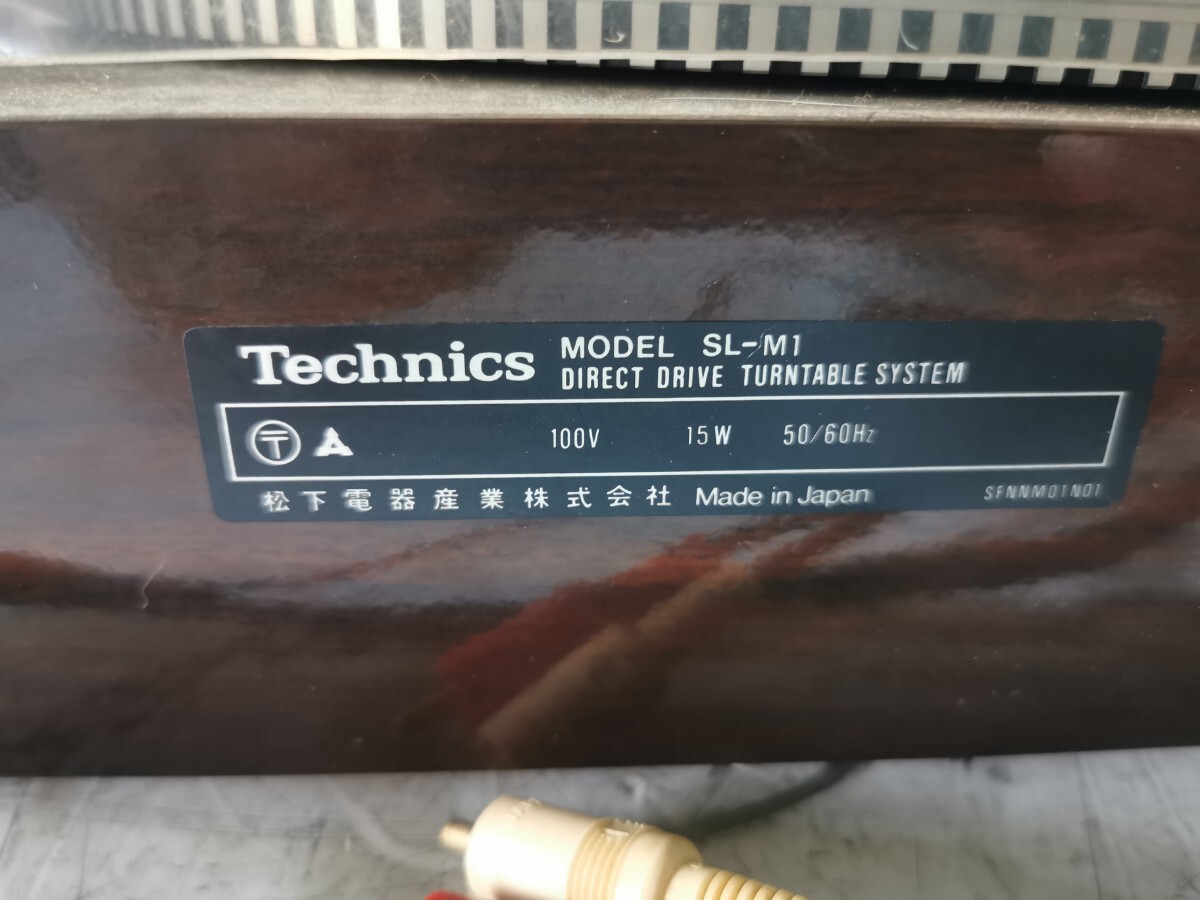 Technics MODEL SL-M1
DIRECT DRIVE TURNTABLE SYSTEM
〒 100V 15W 50/60Hz
松下電器産業株式会社 Made in Japan SFNNM01N01